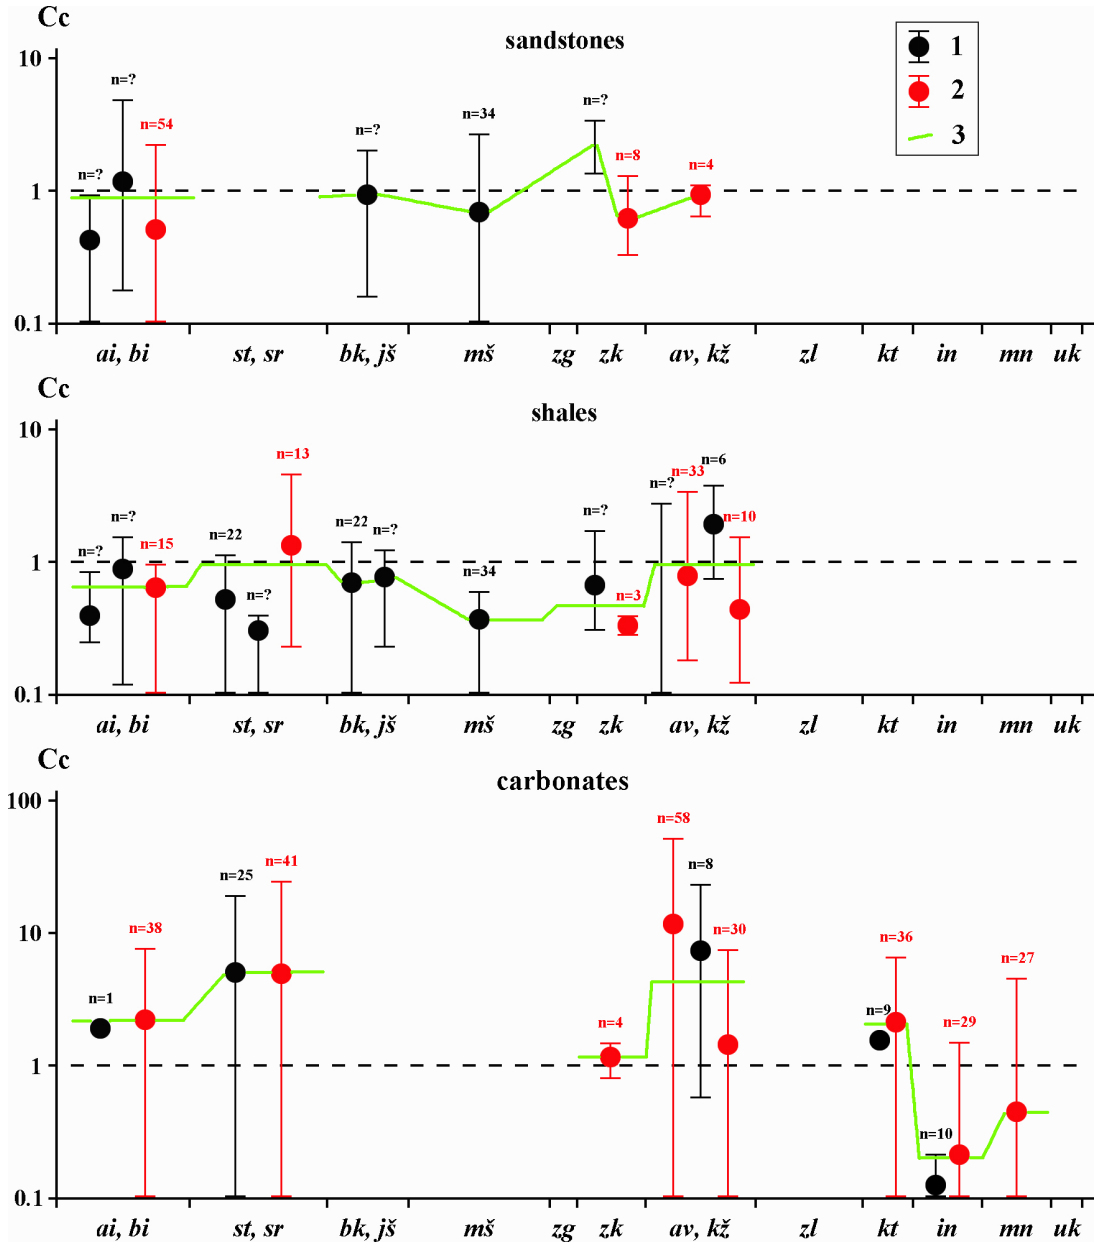 Cc
sandstones
1
2
3
10
1
0.1
n=?
n=?
n=54
n=?
n=34
n=?
n=8
n=4
ai, bi
st, sr
bk, jš
mš
zg
zk
av, kž
zl
kt
in
mn
uk
Cc
shales
10
1
0.1
n=?
n=?
n=15
n=22
n=?
n=13
n=22
n=?
n=34
n=?
n=3
n=?
n=33
n=6
n=10
ai, bi
st, sr
bk, jš
mš
zg
zk
av, kž
zl
kt
in
mn
uk
Cc
carbonates
100
10
1
0.1
n=1
n=38
n=25
n=41
n=4
n=58
n=8
n=30
n=9
n=36
n=10
n=29
n=27
ai, bi
st, sr
bk, jš
mš
zg
zk
av, kž
zl
kt
in
mn
uk